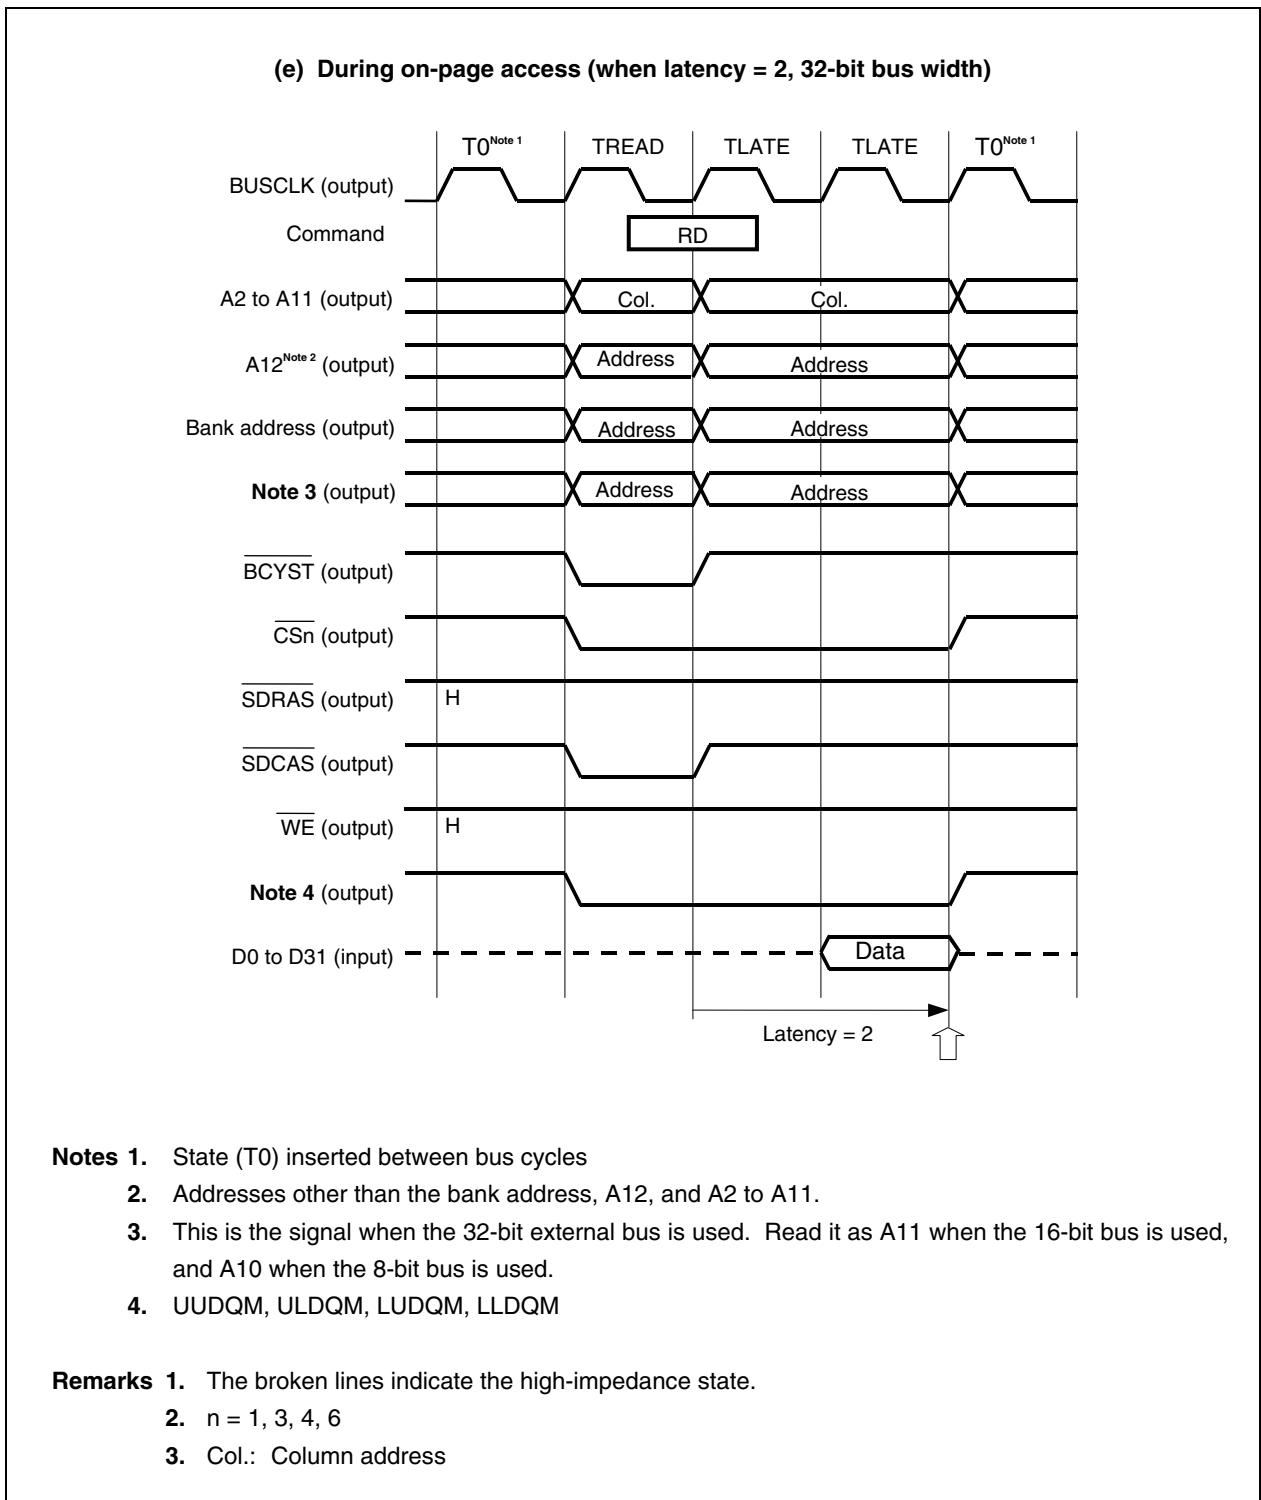 (e) During on-page access (when latency = 2, 32-bit bus width)
T0Note 1 TREAD TLATE TLATE T0Note 1
BUSCLK (output)
Command RD
A2 to A11 (output) Col. Col.
A12Note 2 (output) Address Address
Bank address (output) Address Address
Note 3 (output) Address Address
BCYST (output)
CSn (output)
SDRAS (output) H
SDCAS (output)
WE (output) H
Note 4 (output)
D0 to D31 (input) Data
Latency = 2
Notes 1. State (T0) inserted between bus cycles
2. Addresses other than the bank address, A12, and A2 to A11.
3. This is the signal when the 32-bit external bus is used. Read it as A11 when the 16-bit bus is used,
and A10 when the 8-bit bus is used.
4. UUDQM, ULDQM, LUDQM, LLDQM
Remarks 1. The broken lines indicate the high-impedance state.
2. n = 1, 3, 4, 6
3. Col.: Column address